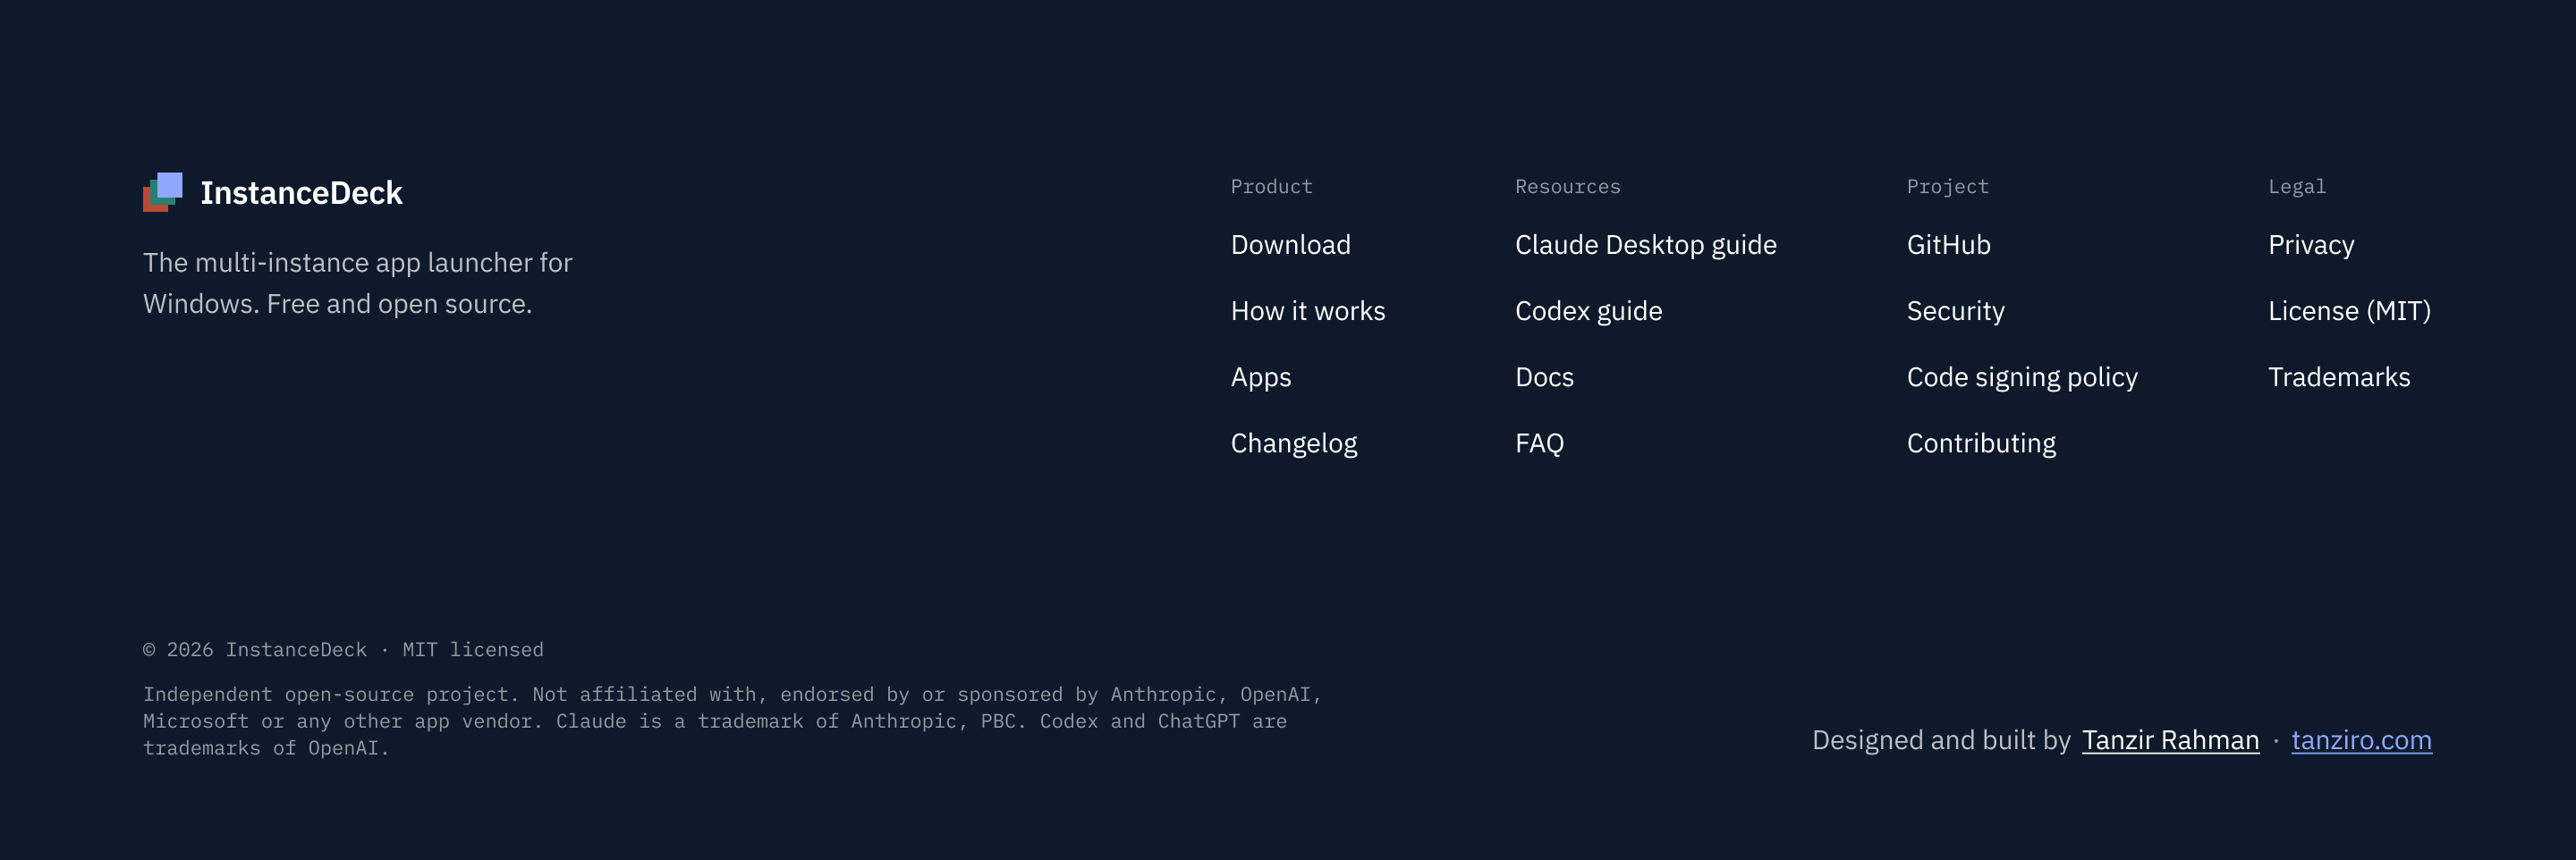 InstanceDeck
The multi-instance app launcher for
Windows. Free and open source.
Product
Download
How it works
Apps
Changelog
Resources
Claude Desktop guide
Codex guide
Docs
FAQ
Project
GitHub
Security
Code signing policy
Contributing
Legal
Privacy
License (MIT)
Trademarks
© 2026 InstanceDeck · MIT licensed
Independent open-source project. Not affiliated with, endorsed by or sponsored by Anthropic, OpenAI,
Microsoft or any other app vendor. Claude is a trademark of Anthropic, PBC. Codex and ChatGPT are
trademarks of OpenAI.
Designed and built by Tanzir Rahman · tanziro.com